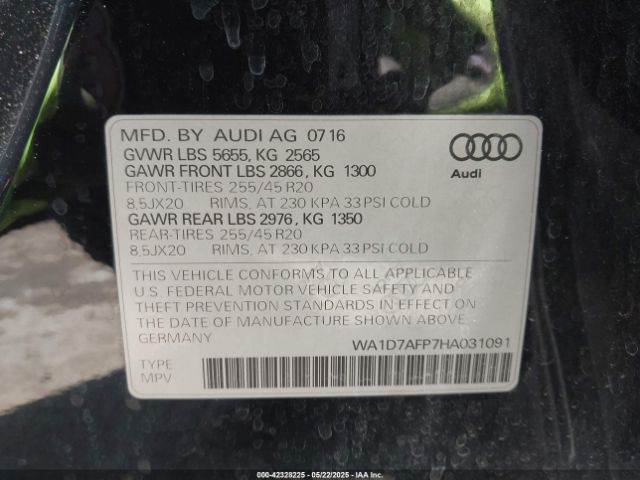 MFD. BY AUDI AG 07 16
GVWR LBS 5655, KG 2565
GAWR FRONT LBS 2866, KG 1300
FRONT-TIRES 255/45 R20
8,5JX20 RIMS, AT 230 KPA 33 PSI COLD
GAWR REAR LBS 2976, KG 1350
REAR-TIRES 255/45 R20
8,5JX20 RIMS, AT 230 KPA 33 PSI COLD
Audi
THIS VEHICLE CONFORMS TO ALL APPLICABLE
U.S. FEDERAL MOTOR VEHICLE SAFETY AND
THEFT PREVENTION STANDARDS IN EFFECT ON
THE DATE OF MANUFACTURE SHOWN ABOVE
GERMANY WA1D7AFP7HA031091
TYPE
MPV
000-42328225 - 05/22/2025 - IAA Inc.